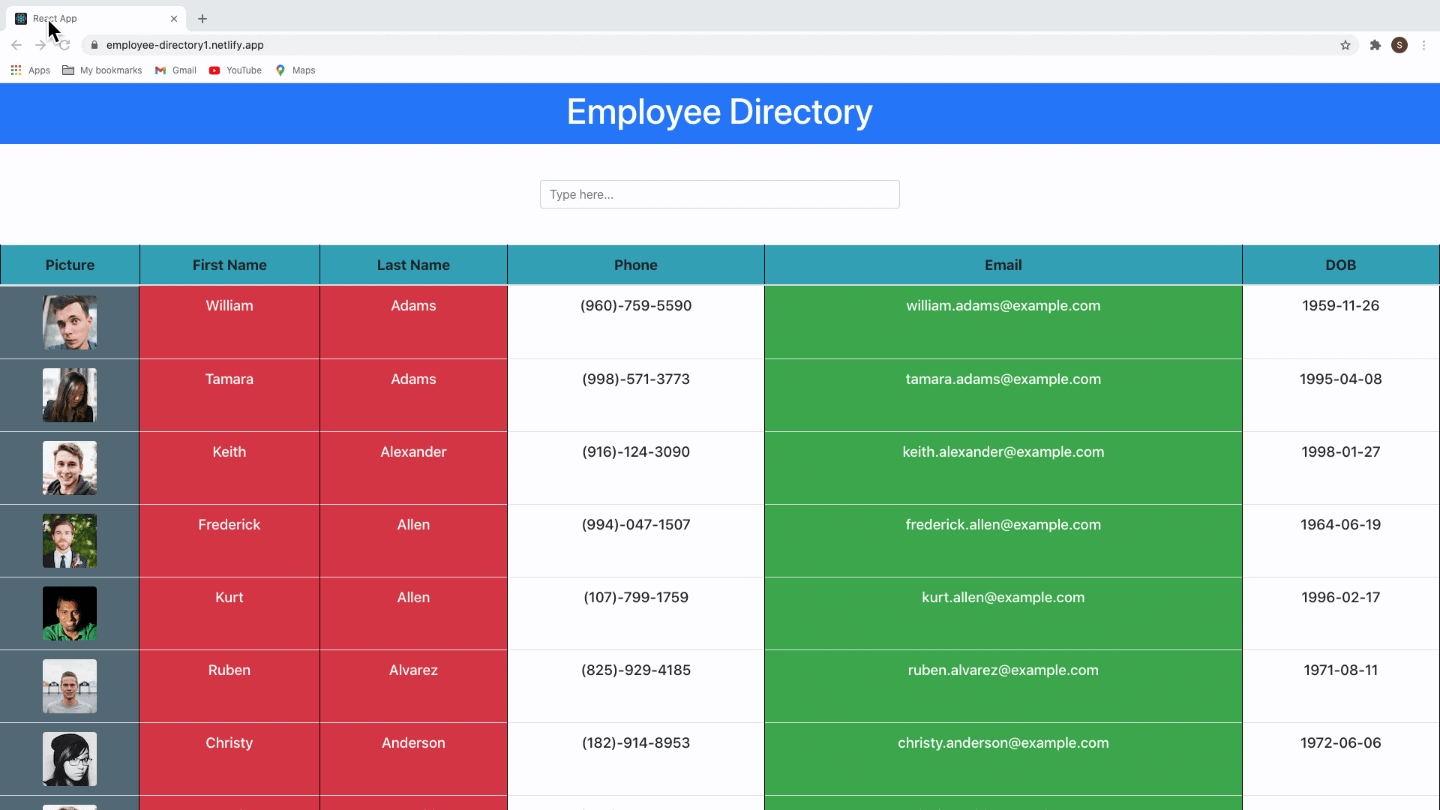 React App
employee-directory1.netlify.app
S
Apps My bookmarks Gmail YouTube Maps
Employee Directory
Type here...
Picture First Name Last Name Phone Email DOB
William Adams (960)-759-5590 william.adams@example.com 1959-11-26
Tamara Adams (998)-571-3773 tamara.adams@example.com 1995-04-08
Keith Alexander (916)-124-3090 keith.alexander@example.com 1998-01-27
Frederick Allen (994)-047-1507 frederick.allen@example.com 1964-06-19
Kurt Allen (107)-799-1759 kurt.allen@example.com 1996-02-17
Ruben Alvarez (825)-929-4185 ruben.alvarez@example.com 1971-08-11
Christy Anderson (182)-914-8953 christy.anderson@example.com 1972-06-06